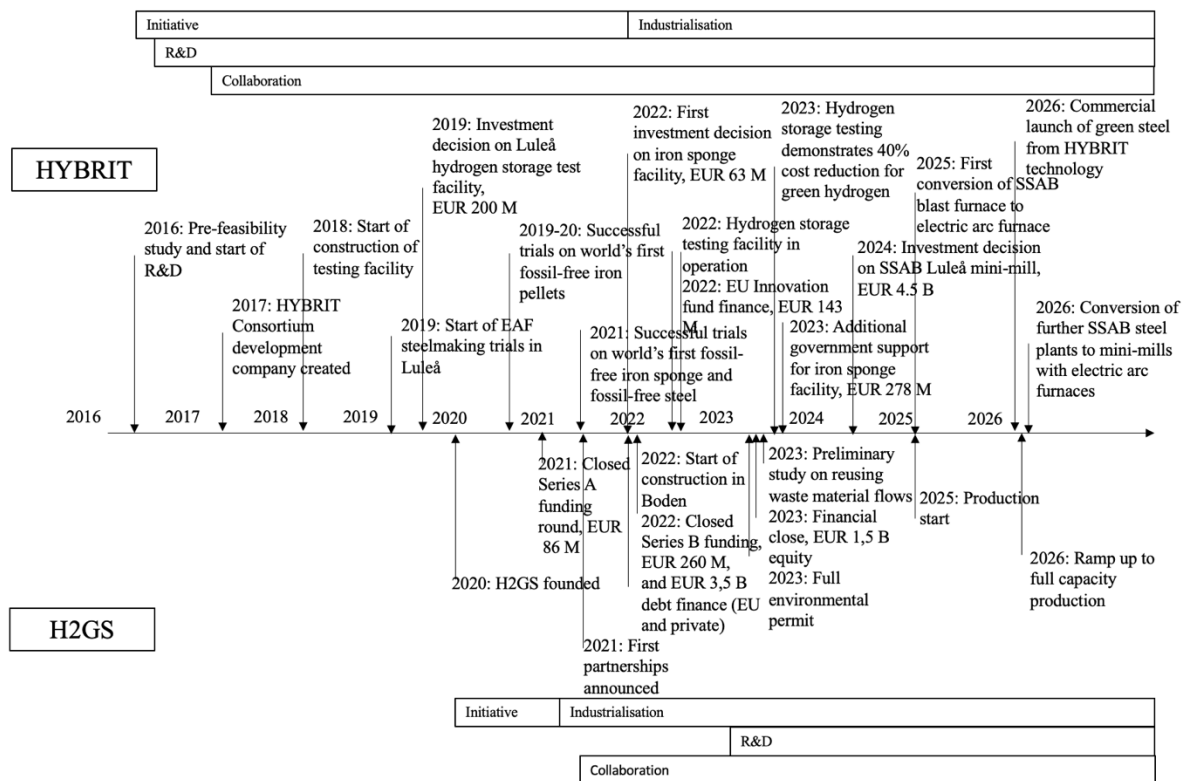 Initiative
Industrialisation
R&D
Collaboration
HYBRIT
2016: Pre-feasibility
study and start of
R&D
2017: HYBRIT
Consortium
development
company created
2018: Start of
construction of
testing facility
2019: Investment
decision on Luleå
hydrogen storage test
facility,
EUR 200 M
2019: Start of EAF
steelmaking trials in
Luleå
2019-20: Successful
trials on world's first
fossil-free iron
pellets
2021: Successful trials
on world's first fossil-
free iron sponge and
fossil-free steel
2022: First
investment decision
on iron sponge
facility, EUR 63 M
2022: Hydrogen storage
testing facility in
operation
2022: EU Innovation
fund finance, EUR 143
M
2023: Hydrogen
storage testing
demonstrates 40%
cost reduction for
green hydrogen
2023: Additional
government support
for iron sponge
facility, EUR 278 M
2024: Investment decision
on SSAB Luleå mini-mill,
EUR 4.5 B
2025: First
conversion of SSAB
blast furnace to
electric arc furnace
2026: Commercial
launch of green steel
from HYBRIT
technology
2026: Conversion of
further SSAB steel
plants to mini-mills
with electric arc
furnaces
2016
2017
2018
2019
2020
2021
2022
2023
2024
2025
2026
H2GS
2020: H2GS founded
2021: Closed
Series A
funding
round, EUR
86 M
2021: First
partnerships
announced
2022: Start of
construction in
Boden
2022: Closed
Series B funding,
EUR 260 M,
and EUR 3,5 B
debt finance (EU
and private)
2023: Preliminary
study on reusing
waste material flows
2023: Financial
close, EUR 1,5 B
equity
2023: Full
environmental
permit
2025: Production
start
2026: Ramp up to
full capacity
production
Initiative
Industrialisation
R&D
Collaboration